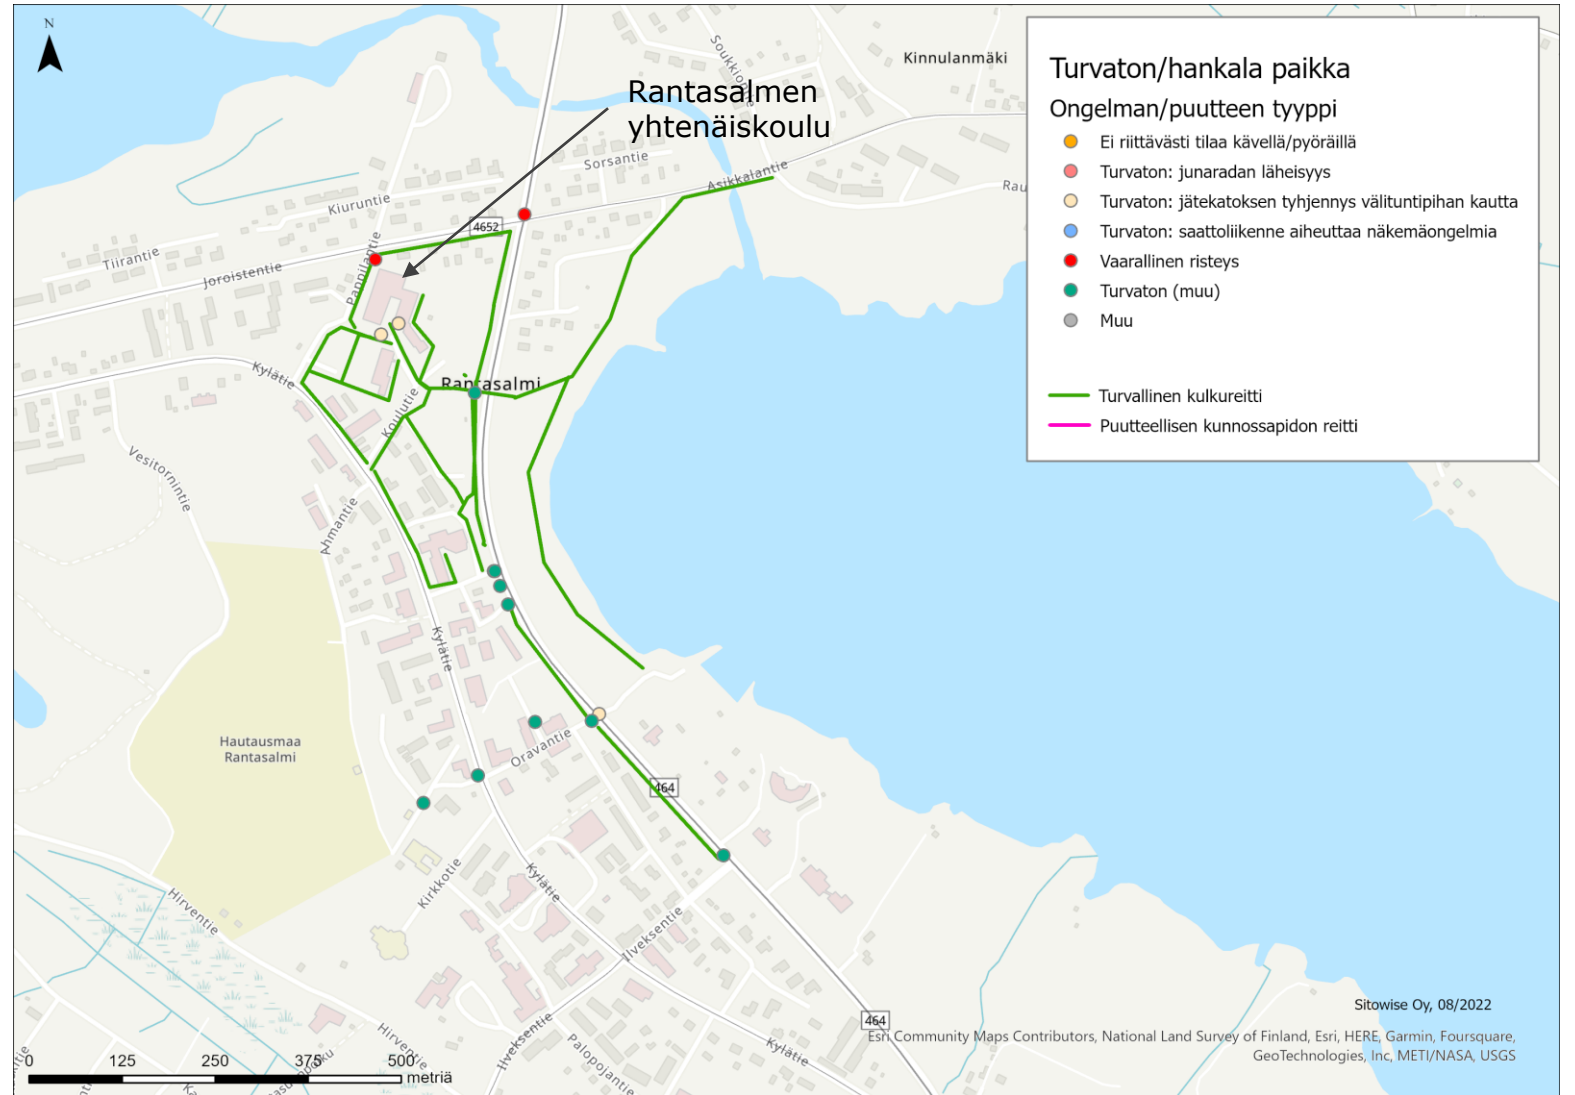 N
Rantasalmen
yhtenäiskoulu
Kinnulanmäki
Soukkiontie
Sorsantie
Asikkalantie
Rau
Kiuruntie
4652
Tiirantie
Joroistentie
Pappilantie
Kylätie
Rantasalmi
Koulutie
Vesitornintie
Ahmantie
Kylätie
Hautausmaa
Rantasalmi
Oravantie
464
Kirkkotie
Kylätie
Hirventie
Ilveksentie
464
Hirventie
Ilveksentie
Palopojantie
Kylätie
Turvaton/hankala paikka
Ongelman/puutteen tyyppi
Ei riittävästi tilaa kävellä/pyöräillä
Turvaton: junaradan läheisyys
Turvaton: jätekatoksen tyhjennys välituntipihan kautta
Turvaton: saattoliikenne aiheuttaa näkemäongelmia
Vaarallinen risteys
Turvaton (muu)
Muu
Turvallinen kulkureitti
Puutteellisen kunnossapidon reitti
0 125 250 375 500
metriä
Sitowise Oy, 08/2022
Esri Community Maps Contributors, National Land Survey of Finland, Esri, HERE, Garmin, Foursquare,
GeoTechnologies, Inc, METI/NASA, USGS